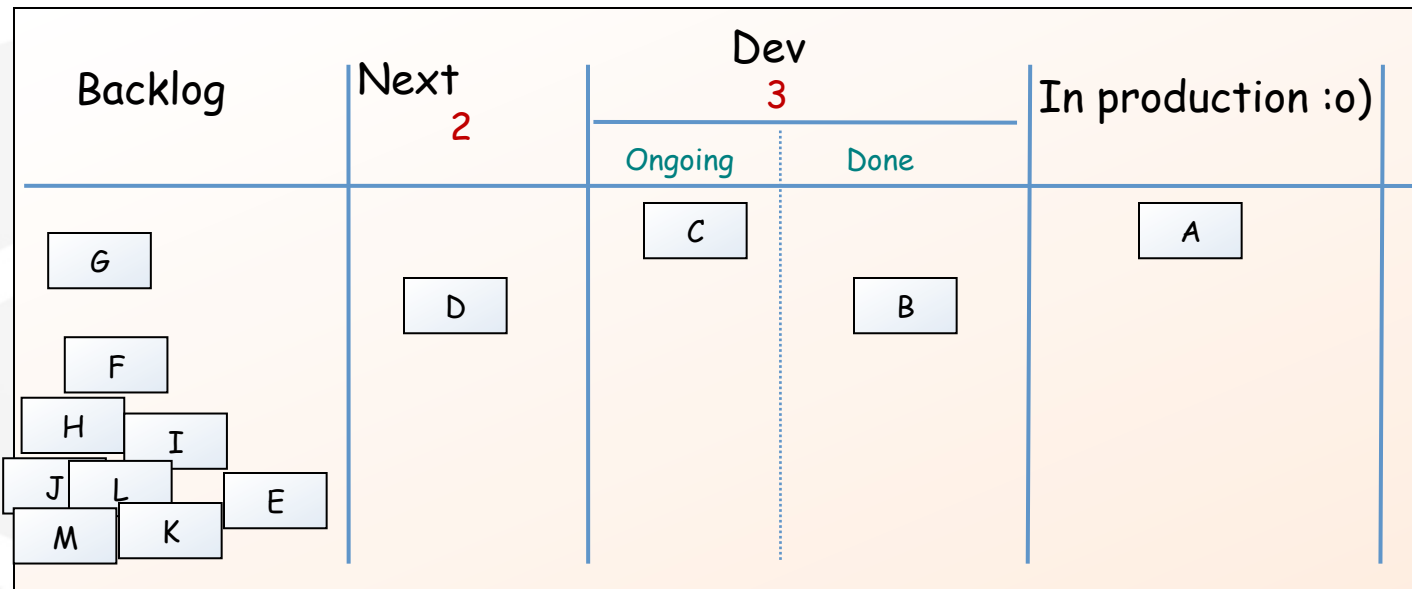 Backlog
Next
2
Dev
3
In production :o)
Ongoing
Done
G
F
H
I
J
L
E
M
K
D
C
B
A